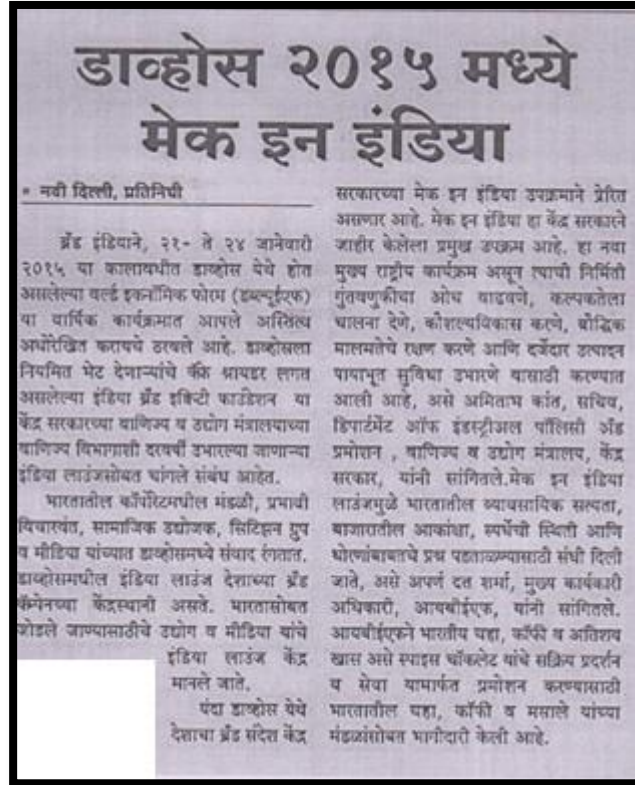 डाव्होस २०१५ मध्ये
मेक इन इंडिया
▪ नवी दिल्ली, प्रतिनिधी
ब्रँड इंडियाने, २१- ते २४ जानेवारी
२०१५ या कालावधीत डाव्होस येथे होत
असलेल्या वर्ल्ड इकनॉमिक फोरम (डब्ल्यूईएफ)
या वार्षिक कार्यक्रमात आपले अस्तित्व
अधोरेखित करायचे ठरवले आहे. डाव्होसला
नियमित भेट देणाऱ्यांचे श्रायडर लगत
असलेल्या इंडिया ब्रँड इक्विटी फाउंडेशन या
केंद्र सरकारच्या वाणिज्य व उद्योग मंत्रालयाच्या
वाणिज्य विभागाशी दरवर्षी उभारल्या जाणाऱ्या
इंडिया लाउंजसोबत चांगले संबंध आहेत.
भारतातील कॉर्पोरेटमधील मंडळी, प्रभावी
विचारवंत, सामाजिक उद्योजक, सिटिझन ग्रुप
व मीडिया यांच्यात डाव्होसमध्ये संवाद रंगतात.
डाव्होसमधील इंडिया लाउंज देशाच्या ब्रँड
कॅंपेनच्या केंद्रस्थानी असते. भारतासोबत
जोडले जाण्यासाठीचे उद्योग व मीडिया यांचे
इंडिया लाउंज केंद्र
मानले जाते.
यंदा डाव्होस येथे
देशाचा ब्रँड संदेश केंद्र
सरकारच्या मेक इन इंडिया उपक्रमाने प्रेरित
असणार आहे. मेक इन इंडिया हा केंद्र सरकारने
जाहीर केलेला प्रमुख उपक्रम आहे. हा नवा
मुख्य राष्ट्रीय कार्यक्रम असून त्याची निर्मिती
गुंतवणुकीचा ओघ वाढवणे, कल्पकतेला
चालना देणे, कौशल्यविकास करणे, बौद्धिक
मालमत्तेचे रक्षण करणे आणि दर्जेदार उत्पादन
पायाभूत सुविधा उभारणे यासाठी करण्यात
आली आहे, असे अमिताभ कांत, सचिव,
डिपार्टमेंट ऑफ इंडस्ट्रीअल पॉलिसी अँड
प्रमोशन , वाणिज्य व उद्योग मंत्रालय, केंद्र
सरकार, यांनी सांगितले.मेक इन इंडिया
लाउंजमुळे भारतातील व्यावसायिक सत्यता,
बाजारातील आकांक्षा, स्पर्धेची स्थिती आणि
धोरणांबाबतचे प्रश्न पडताळण्यासाठी संधी दिली
जाते, असे अपर्ण दत्त शर्मा, मुख्य कार्यकारी
अधिकारी, आयबीईएफ, यांनी सांगितले.
आयबीईएफने भारतीय चहा, कॉफी व अतिशय
खास असे स्पाइस चॉकलेट यांचे सक्रिय प्रदर्शन
व सेवा यामार्फत प्रमोशन करण्यासाठी
भारतातील चहा, कॉफी व मसाले यांच्या
मंडळांसोबत भागीदारी केली आहे.